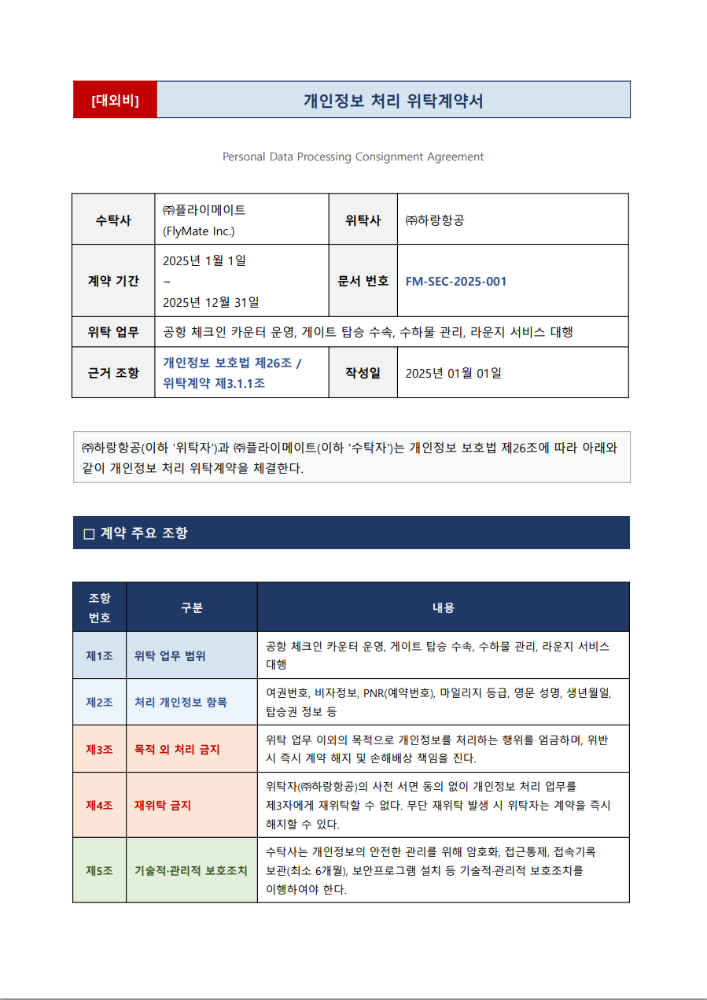 [대외비] 개인정보 처리 위탁계약서
Personal Data Processing Consignment Agreement
수탁사
㈜플라이메이트
(FlyMate Inc.)
위탁사
㈜하랑항공
계약 기간
2025년 1월 1일
~
2025년 12월 31일
문서 번호
FM-SEC-2025-001
위탁 업무
공항 체크인 카운터 운영, 게이트 탑승 수속, 수하물 관리, 라운지 서비스 대행
근거 조항
개인정보 보호법 제26조 /
위탁계약 제3.1.1조
작성일
2025년 01월 01일
㈜하랑항공(이하 '위탁자')과 ㈜플라이메이트(이하 '수탁자')는 개인정보 보호법 제26조에 따라 아래와
같이 개인정보 처리 위탁계약을 체결한다.
□ 계약 주요 조항
조항
번호
구분
내용
제1조
위탁 업무 범위
공항 체크인 카운터 운영, 게이트 탑승 수속, 수하물 관리, 라운지 서비스
대행
제2조
처리 개인정보 항목
여권번호, 비자정보, PNR(예약번호), 마일리지 등급, 영문 성명, 생년월일,
탑승권 정보 등
제3조
목적 외 처리 금지
위탁 업무 이외의 목적으로 개인정보를 처리하는 행위를 엄금하며, 위반
시 즉시 계약 해지 및 손해배상 책임을 진다.
제4조
재위탁 금지
위탁자(㈜하랑항공)의 사전 서면 동의 없이 개인정보 처리 업무를
제3자에게 재위탁할 수 없다. 무단 재위탁 발생 시 위탁자는 계약을 즉시
해지할 수 있다.
제5조
기술적·관리적 보호조치
수탁사는 개인정보의 안전한 관리를 위해 암호화, 접근통제, 접속기록
보관(최소 6개월), 보안프로그램 설치 등 기술적·관리적 보호조치를
이행하여야 한다.